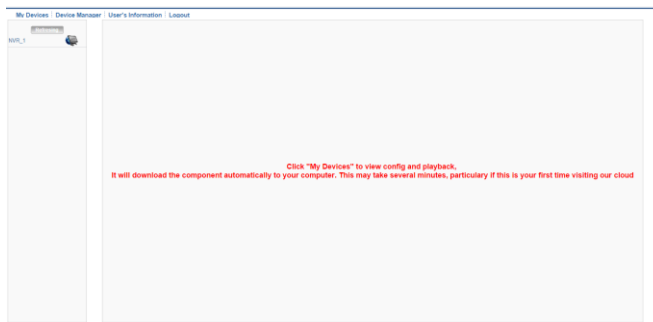 My Devices | Device Manager | User's Information | Logout
NVR_1
Click "My Devices" to view config and playback,
It will download the component automatically to your computer. This may take several minutes, particulary if this is your first time visiting our cloud